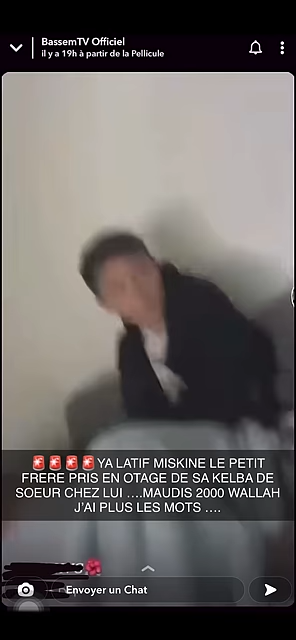 BassemTV Officiel
il y a 19h à partir de la Pellicule
🚨🚨🚨🚨YA LATIF MISKINE LE PETIT
FRERE PRIS EN OTAGE DE SA KELBA DE
SOEUR CHEZ LUI ....MAUDIS 2000 WALLAH
J'AI PLUS LES MOTS ....
Envoyer un Chat